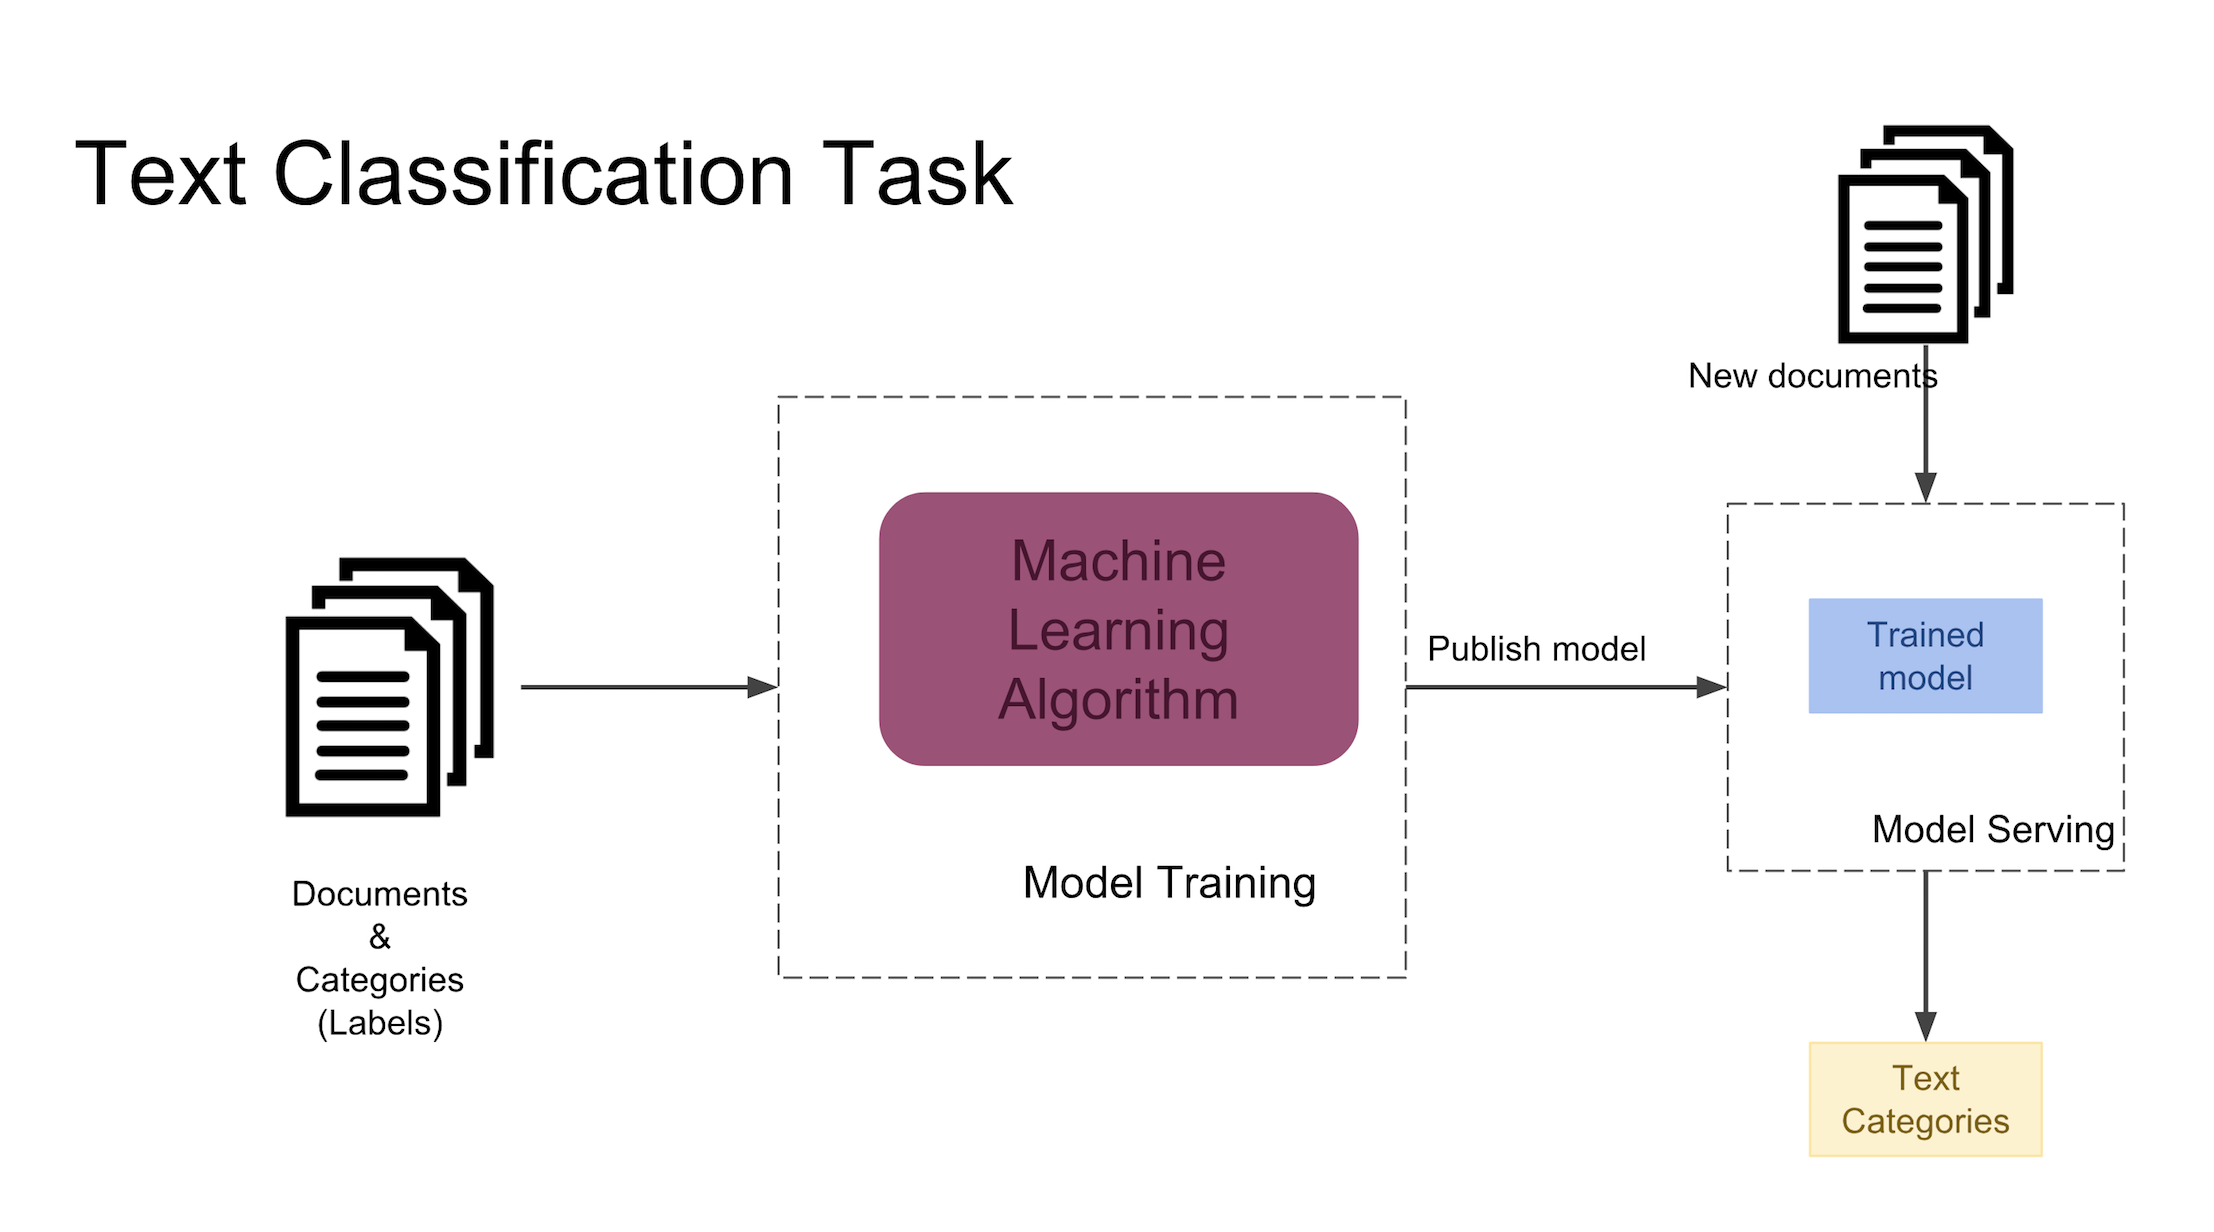 Text Classification Task
New documents
Machine
Learning
Algorithm
Model Training
Publish model
Trained
model
Model Serving
Documents
&
Categories
(Labels)
Text
Categories